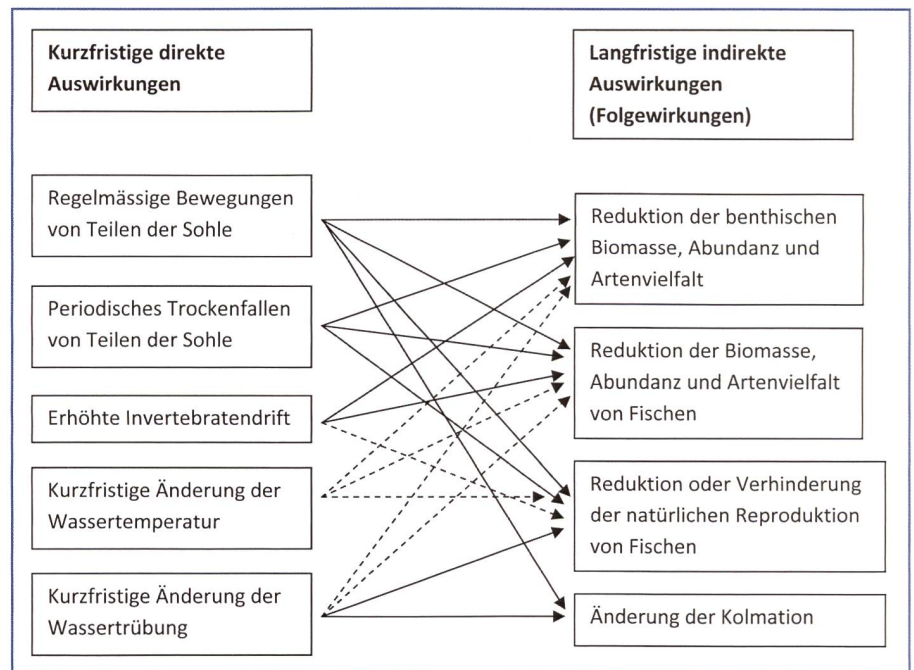 Kurzfristige direkte
Auswirkungen
Langfristige indirekte
Auswirkungen
(Folgewirkungen)
Regelmässige Bewegungen
von Teilen der Sohle
Periodisches Trockenfallen
von Teilen der Sohle
Erhöhte Invertebratendrift
Kurzfristige Änderung der
Wassertemperatur
Kurzfristige Änderung der
Wassertrübung
Reduktion der benthischen
Biomasse, Abundanz und
Artenvielfalt
Reduktion der Biomasse,
Abundanz und Artenvielfalt
von Fischen
Reduktion oder Verhinderung
der natürlichen Reproduktion
von Fischen
Änderung der Kolmation